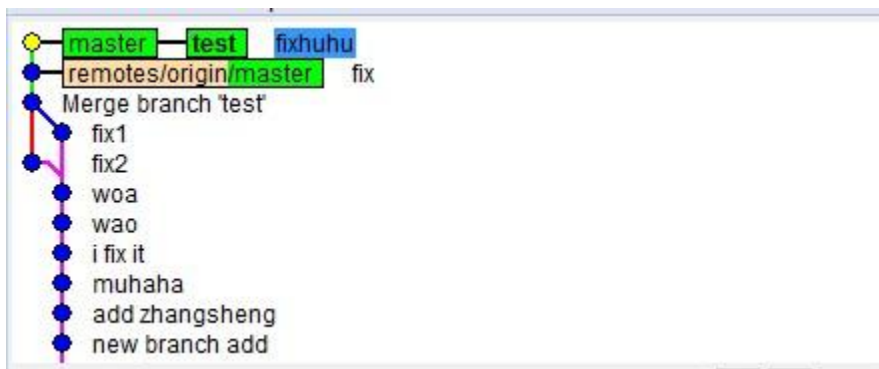 master test fixhuhu
remotes/origin/master fix
Merge branch 'test'
fix1
fix2
woa
wao
i fix it
muhaha
add zhangsheng
new branch add